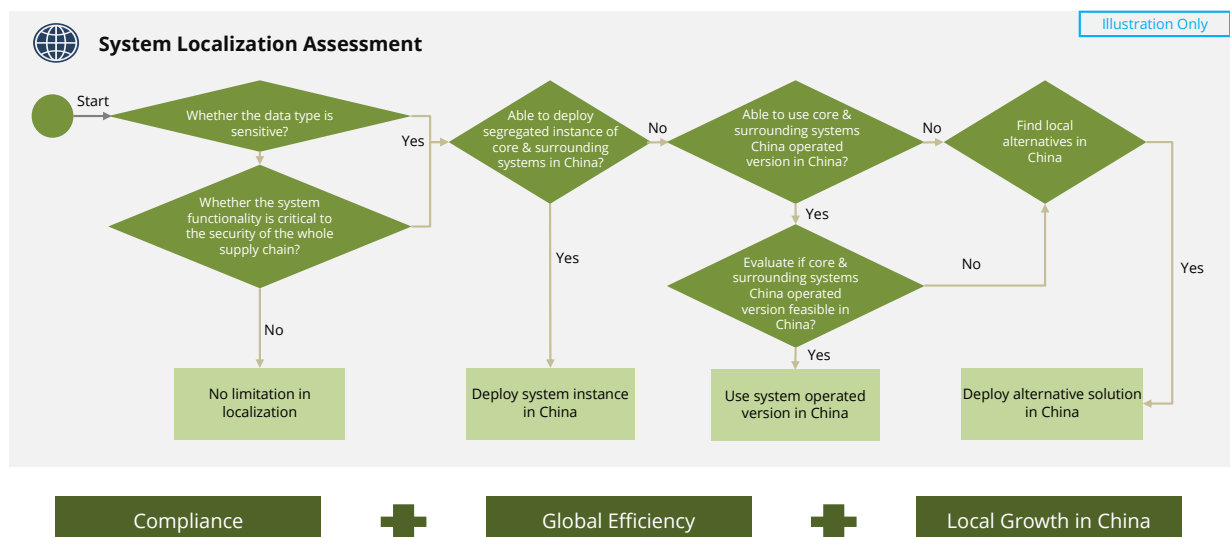 Illustration Only
System Localization Assessment
Start
Whether the data type is
sensitive?
Yes
Whether the system
functionality is critical to
the security of the whole
supply chain?
No
No limitation in
localization
Able to deploy
segregated instance of
core & surrounding
systems in China?
No
Yes
Deploy system instance
in China
Able to use core &
surrounding systems
China operated
version in China?
No
Yes
Evaluate if core &
surrounding systems
China operated
version feasible in
China?
No
Yes
Use system operated
version in China
Find local
alternatives in
China
Yes
Deploy alternative solution
in China
Compliance
Global Efficiency
Local Growth in China